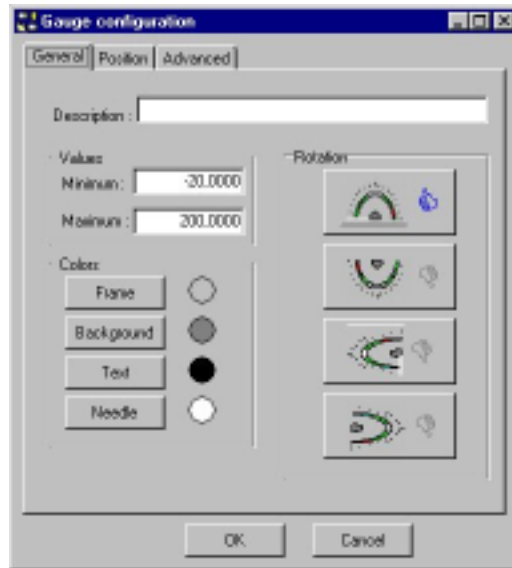 Gauge configuration
General Position Advanced
Description :
Values
Minimum : -20.0000
Maximum : 200.0000
Colors
Frame
Background
Text
Needle
Rotation
OK Cancel